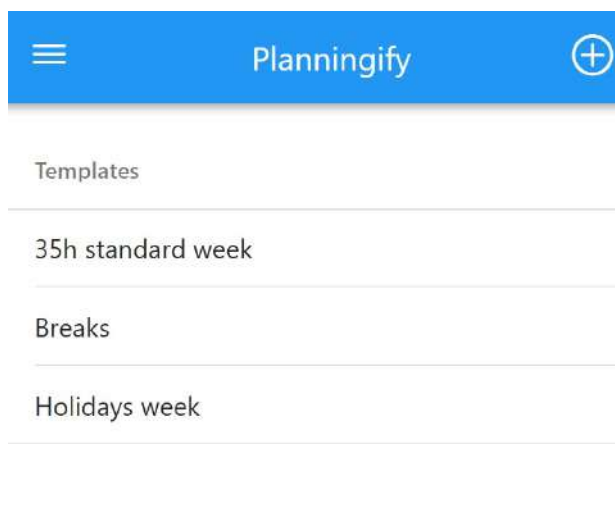 Planningify
Templates
35h standard week
Breaks
Holidays week